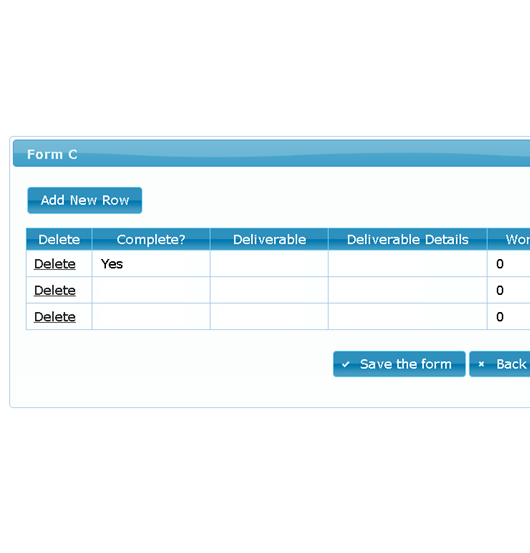 Form C
Add New Row
Delete Complete? Deliverable Deliverable Details
Delete Yes 0
Delete 0
Delete 0
Save the form Back